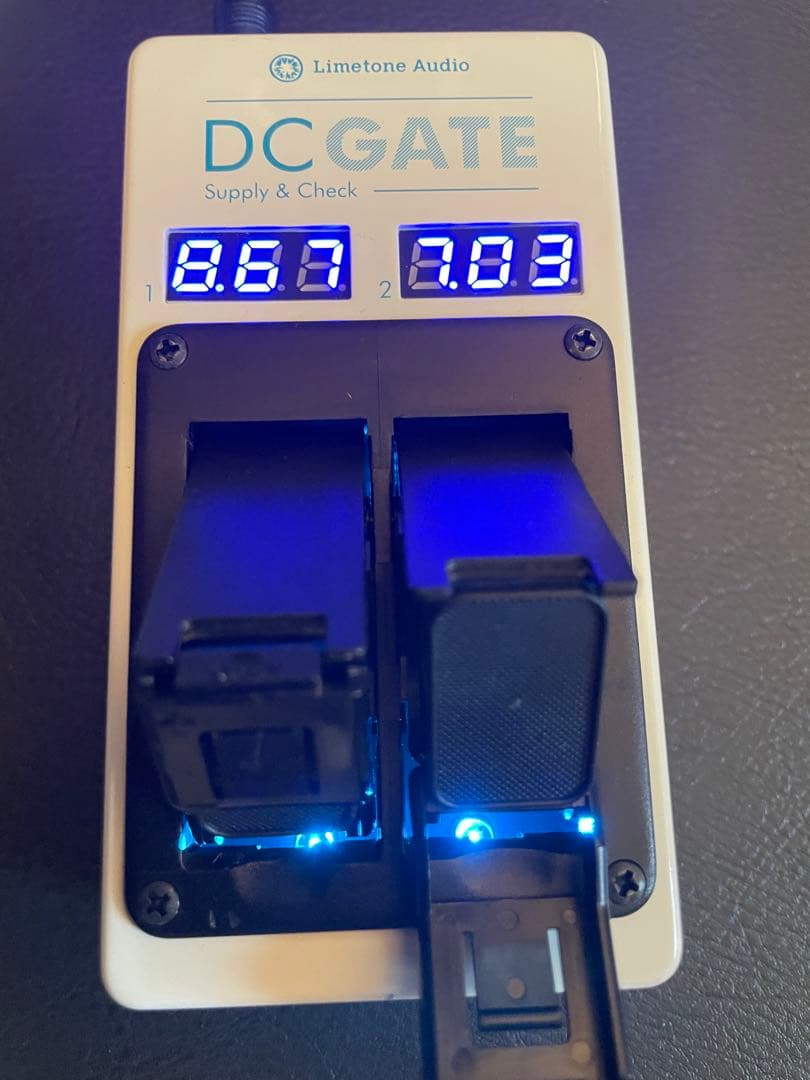 Limetone Audio
DC GATE
Supply & Check
8.67 7.03
1 2